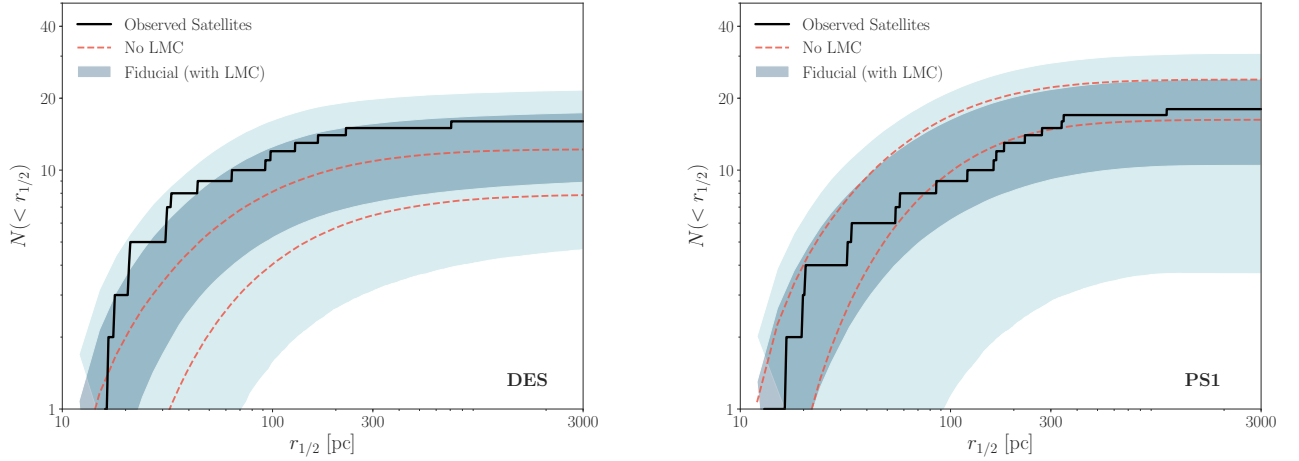 Observed Satellites
No LMC
Fiducial (with LMC)
N(< r1/2)
40
20
10
1
DES
10
100
300
3000
r1/2 [pc]
Observed Satellites
No LMC
Fiducial (with LMC)
N(< r1/2)
40
20
10
1
PS1
10
100
300
3000
r1/2 [pc]